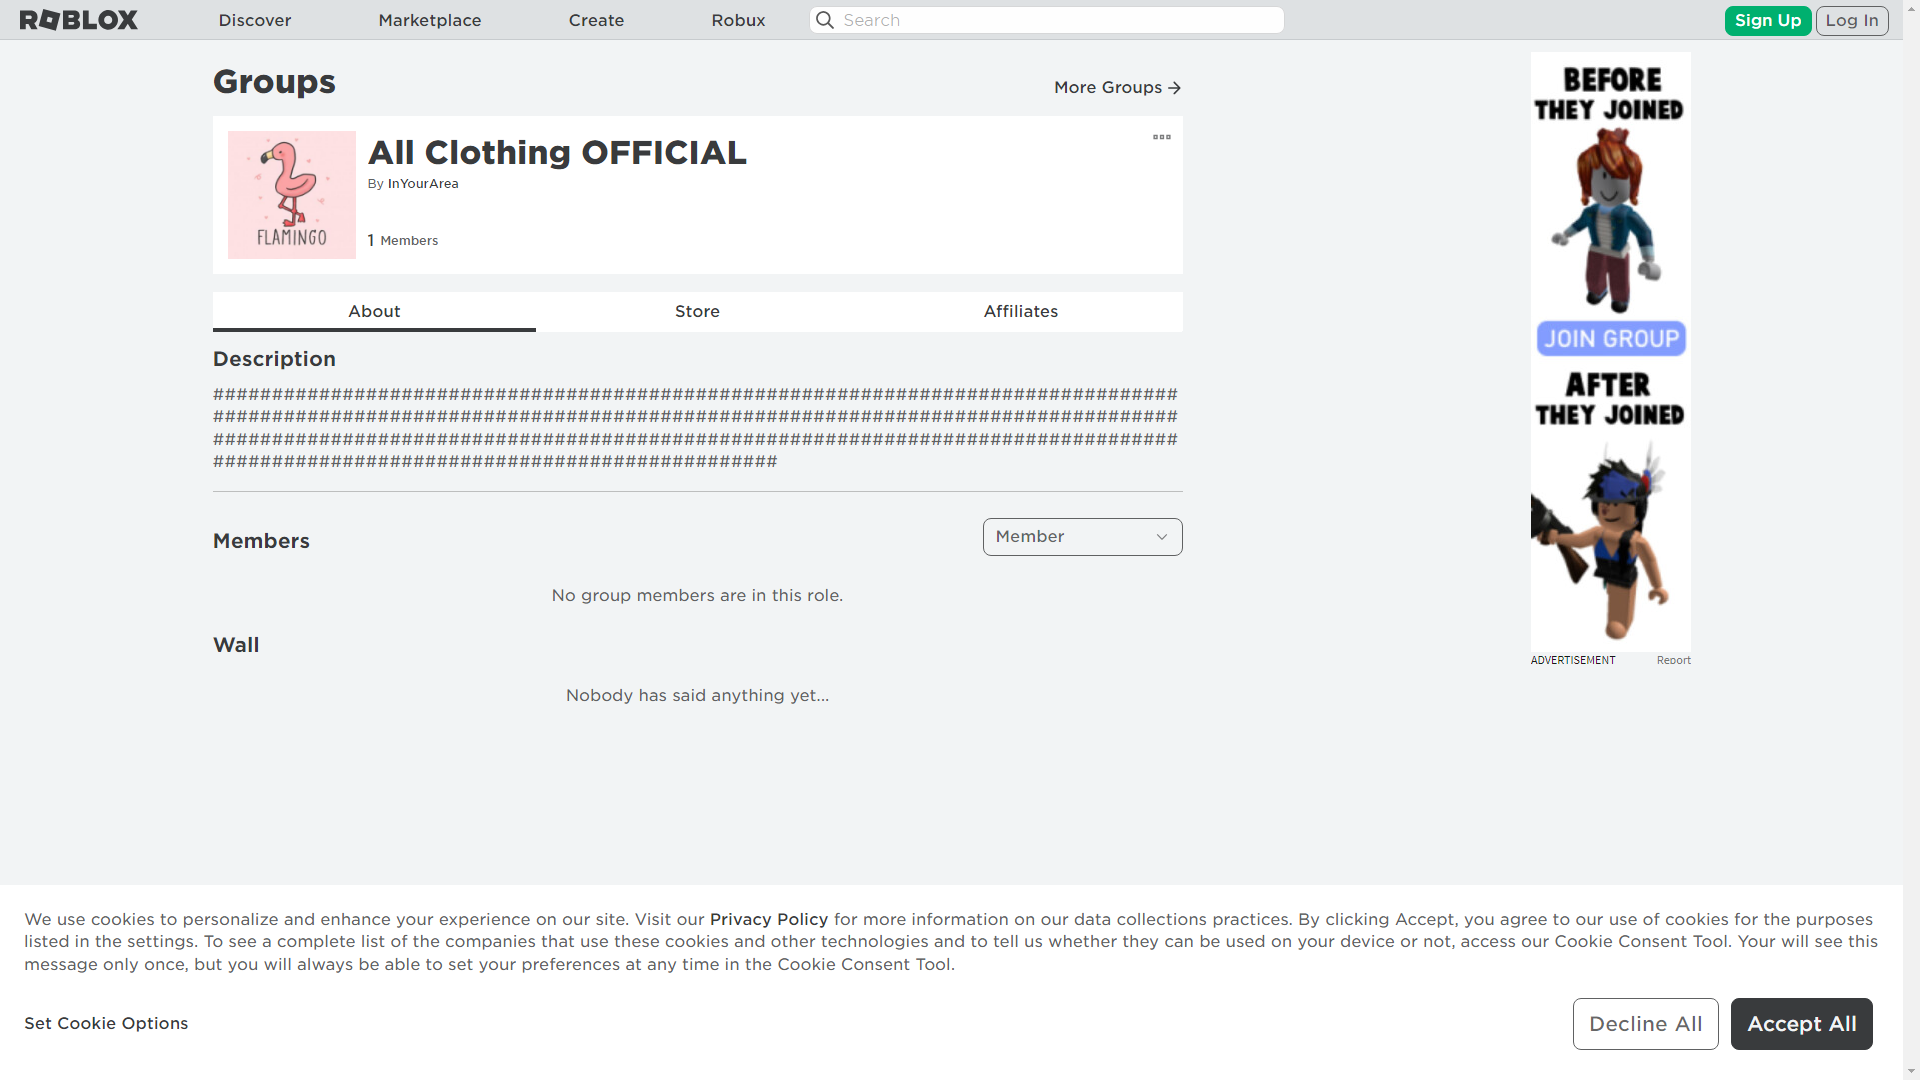 ROBLOX
Discover
Marketplace
Create
Robux
Search
Sign Up
Log In
Groups
More Groups
All Clothing OFFICIAL
By InYourArea
1 Members
FLAMINGO
About
Store
Affiliates
Description
##################################################################################
##################################################################################
##################################################################################
################################################
Members
Member
No group members are in this role.
Wall
Nobody has said anything yet...
BEFORE
THEY JOINED
JOIN GROUP
AFTER
THEY JOINED
ADVERTISEMENT
Report
We use cookies to personalize and enhance your experience on our site. Visit our Privacy Policy for more information on our data collections practices. By clicking Accept, you agree to our use of cookies for the purposes
listed in the settings. To see a complete list of the companies that use these cookies and other technologies and to tell us whether they can be used on your device or not, access our Cookie Consent Tool. Your will see this
message only once, but you will always be able to set your preferences at any time in the Cookie Consent Tool.
Set Cookie Options
Decline All
Accept All